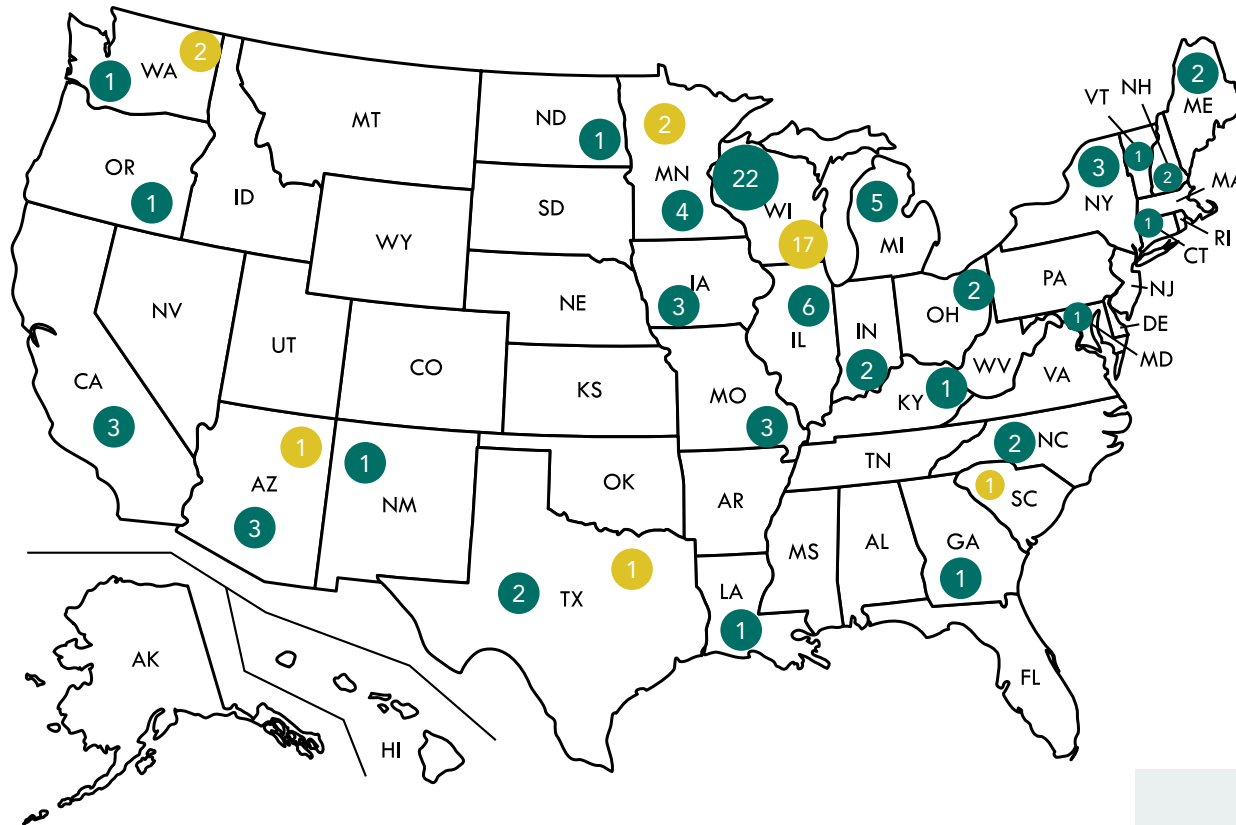 WA
2
1
MT
ND
1
2
MN
4
22
WI
17
5
MI
2
ME
VT
NH
1
2
3
NY
MA
1
RI
CT
OR
1
ID
SD
WY
IA
3
NE
6
IL
IN
2
2
OH
PA
NJ
1
DE
MD
WV
VA
KY
1
NV
UT
CO
KS
MO
3
CA
3
1
AZ
3
1
NM
OK
AR
TN
2
NC
1
SC
MS
AL
GA
1
2
TX
1
LA
1
FL
AK
HI